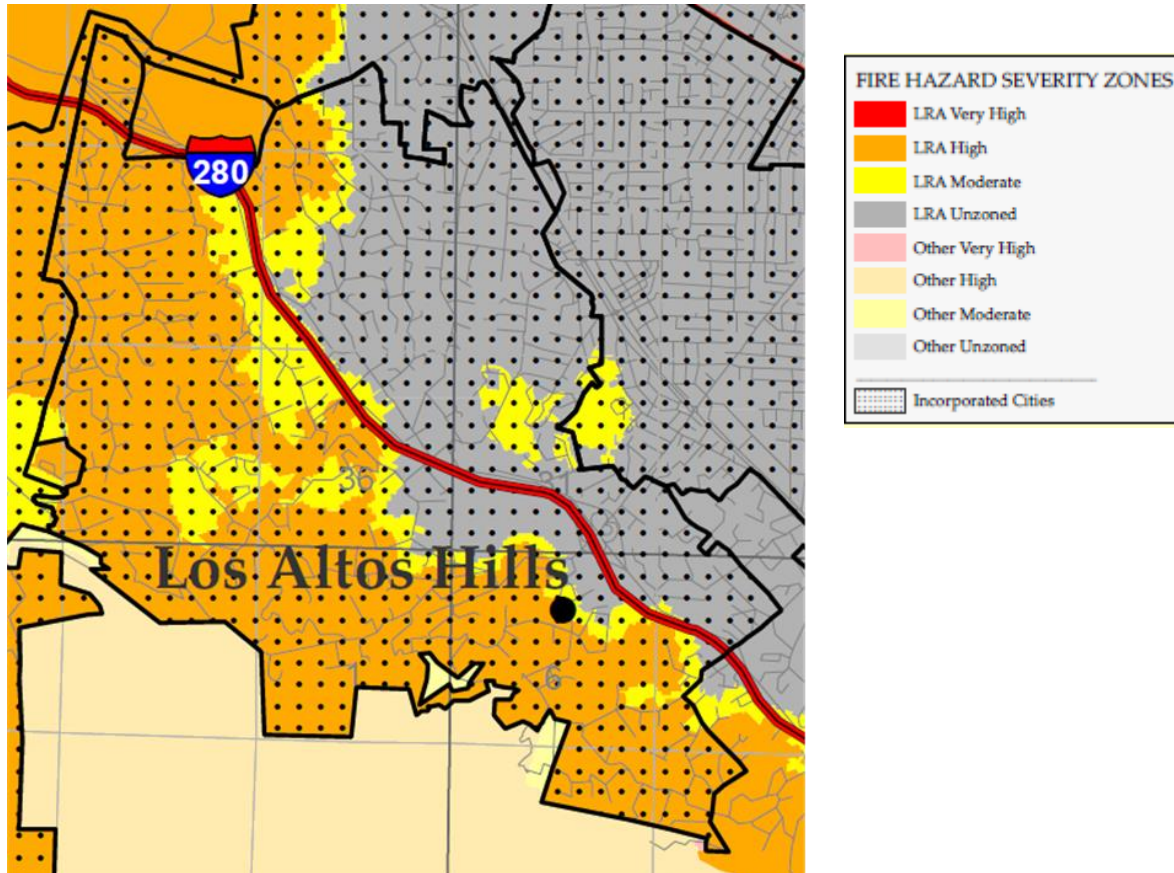 280
36
31
Los Altos Hills
6
FIRE HAZARD SEVERITY ZONES
LRA Very High
LRA High
LRA Moderate
LRA Unzoned
Other Very High
Other High
Other Moderate
Other Unzoned
Incorporated Cities